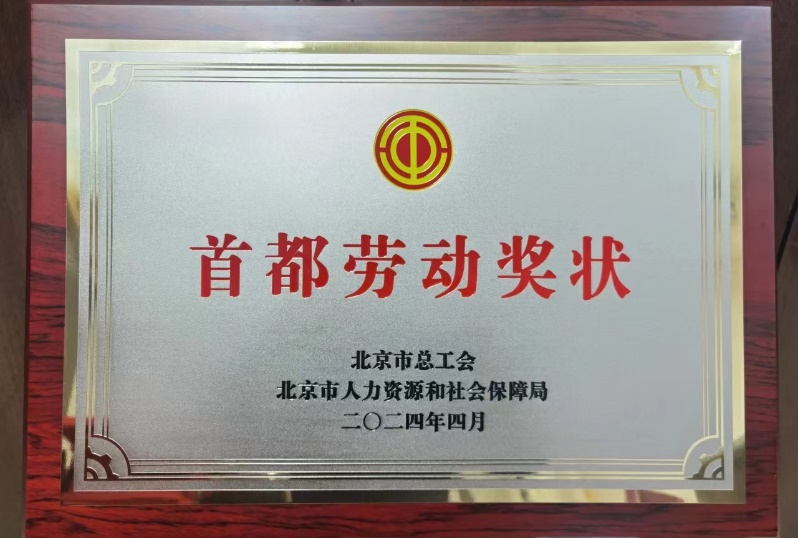 首都劳动奖状
北京市总工会
北京市人力资源和社会保障局
二〇二四年四月